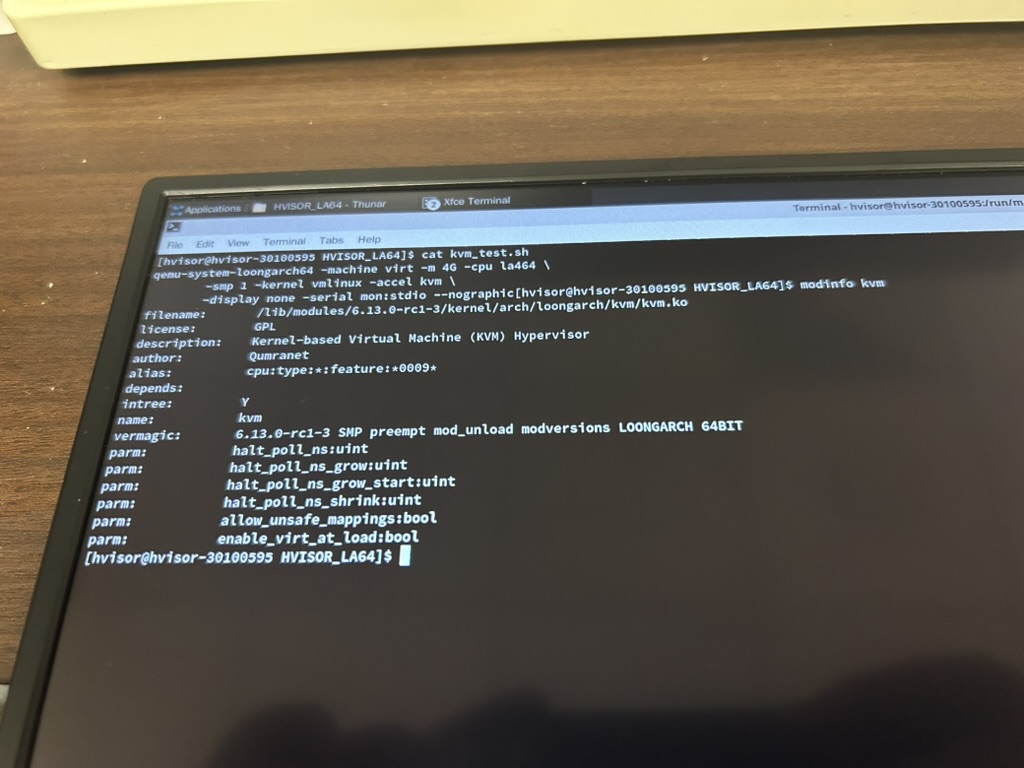 Applications : HVISOR_LA64 - Thunar 2 Xfce Terminal
Terminal - hvisor@hvisor-30100595:/run/m
File Edit View Terminal Tabs Help
[hvisor@hvisor-30100595 HVISOR_LA64]$ cat kvm_test.sh
qemu-system-loongarch64 -machine virt -m 4G -cpu la464 \
-smp 1 -kernel vmlinux -accel kvm \
-display none -serial mon:stdio --nographic[hvisor@hvisor-30100595 HVISOR_LA64]$ modinfo kvm
filename: /lib/modules/6.13.0-rc1-3/kernel/arch/loongarch/kvm/kvm.ko
license: GPL
description: Kernel-based Virtual Machine (KVM) Hypervisor
author: Qumranet
alias: cpu:type:*:feature:*0009*
depends:
intree: Y
name: kvm
vermagic: 6.13.0-rc1-3 SMP preempt mod_unload modversions LOONGARCH 64BIT
parm: halt_poll_ns:uint
parm: halt_poll_ns_grow:uint
parm: halt_poll_ns_grow_start:uint
parm: halt_poll_ns_shrink:uint
parm: allow_unsafe_mappings:bool
parm: enable_virt_at_load:bool
[hvisor@hvisor-30100595 HVISOR_LA64]$